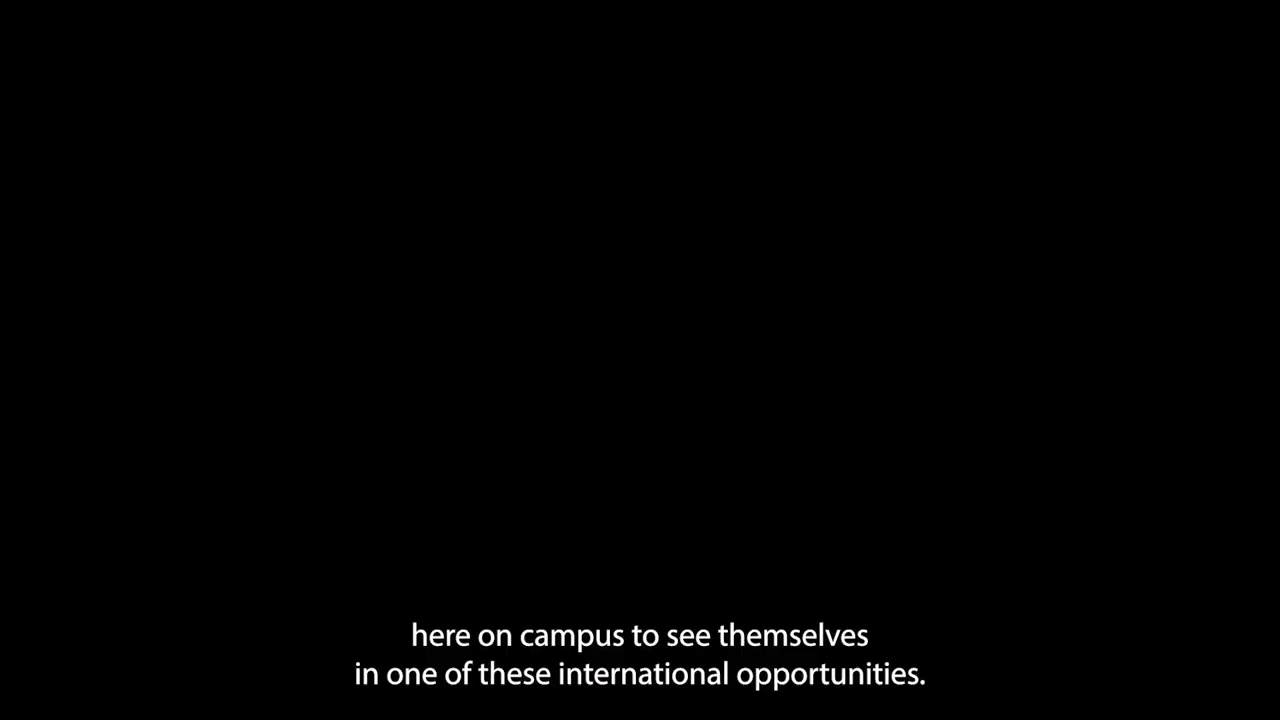 here on campus to see themselves
in one of these international opportunities.